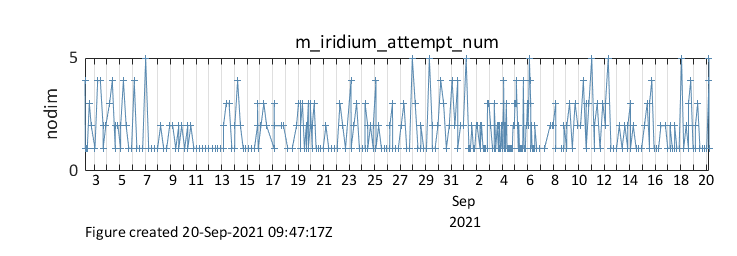 m_iridium_attempt_num
5
nodim
0
3 5 7 9 11 13 15 17 19 21 23 25 27 29 31 2 4 6 8 10 12 14 16 18 20
Sep
2021
Figure created 20-Sep-2021 09:47:17Z